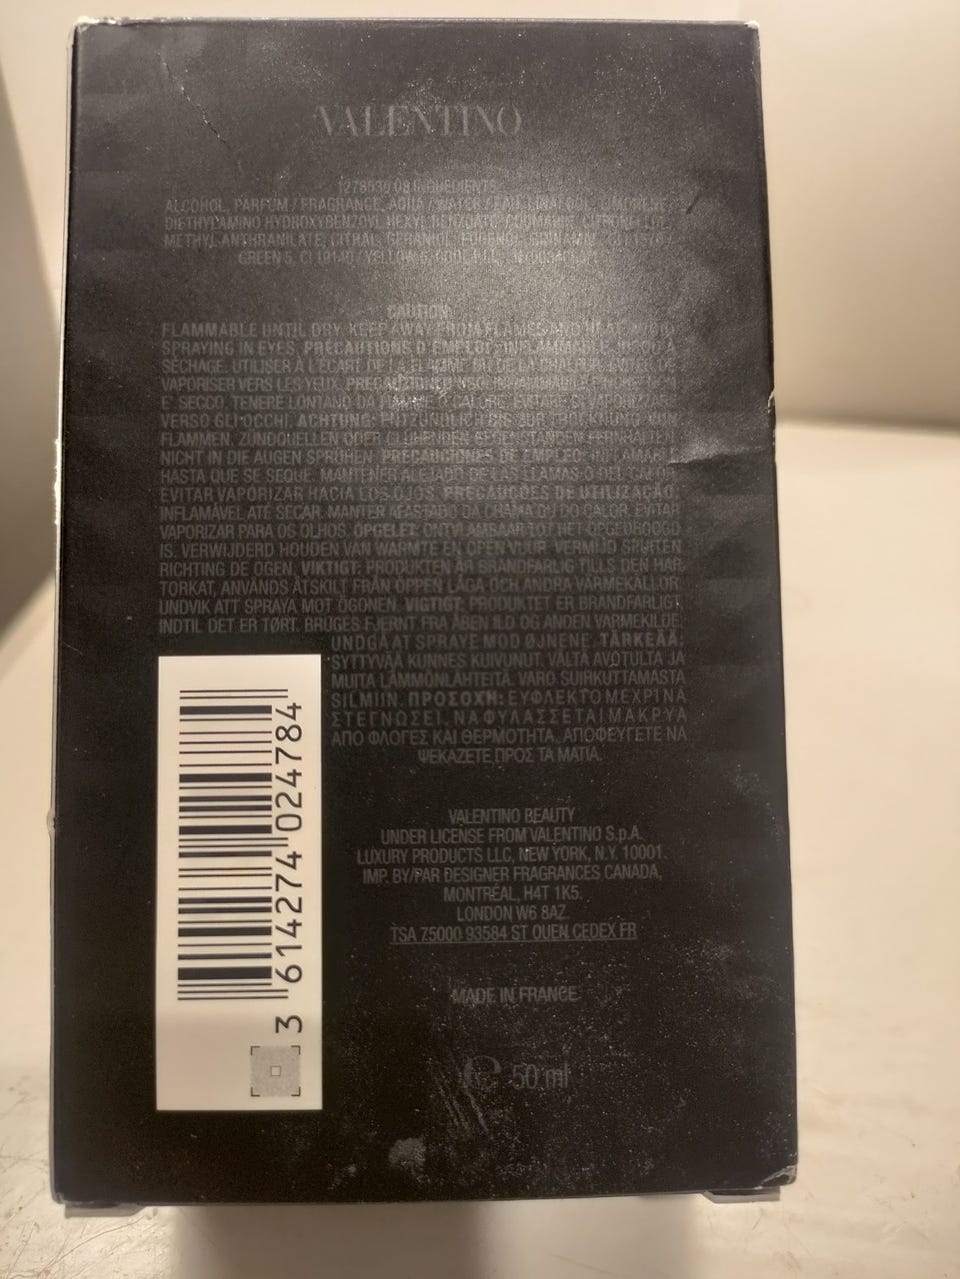 VALENTINO
INGREDIENTS
ALCOHOL, PARFUM / FRAGRANCE, AQUA / WATER / EAU, LINALOOL,
DIETHYLAMINO HYDROXYBENZOYL HEXYL BENZOATE, COUMARIN,
METHYL ANTHRANILATE, CITRAL, GERANIOL, EUGENOL,
GREEN 5, CI 19140 / YELLOW 5,
CAUTION:
FLAMMABLE UNTIL DRY. KEEP AWAY FROM FLAMES AND HEAT. AVOID
SPRAYING IN EYES. PRÉCAUTIONS D'EMPLOI: INFLAMMABLE JUSQU'À
SÉCHAGE. UTILISER À L'ÉCART DE LA FLAMME OU DE LA CHALEUR. ÉVITER DE
VAPORISER VERS LES YEUX. PRECAUZIONI D'USO: INFIAMMABILE FINCHÉ NON
E' SECCO. TENERE LONTANO DA FIAMME E CALORE. EVITARE DI VAPORIZZARE
VERSO GLI OCCHI. ACHTUNG: ENTZÜNDLICH BIS ZUR TROCKNUNG. VON
FLAMMEN, ZÜNDQUELLEN ODER GLÜHENDEN GEGENSTÄNDEN FERNHALTEN.
NICHT IN DIE AUGEN SPRÜHEN. PRECAUCIONES DE EMPLEO: INFLAMABLE
HASTA QUE SE SEQUE. MANTENER ALEJADO DE LAS LLAMAS O DEL CALOR.
EVITAR VAPORIZAR HACIA LOS OJOS. PRECAUÇÕES DE UTILIZAÇÃO:
INFLAMÁVEL ATÉ SECAR. MANTER AFASTADO DA CHAMA OU DO CALOR. EVITAR
VAPORIZAR PARA OS OLHOS. OPGELET: ONTVLAMBAAR TOT HET OPGEDROOGD
IS. VERWIJDERD HOUDEN VAN WARMTE EN OPEN VUUR. VERMIJD SPUITEN
RICHTING DE OGEN. VIKTIGT: PRODUKTEN ÄR BRANDFARLIG TILLS DEN HAR
TORKAT, ANVÄNDS ÅTSKILT FRÅN ÖPPEN LÅGA OCH ANDRA VÄRMEKÄLLOR.
UNDVIK ATT SPRAYA MOT ÖGONEN. VIGTIGT: PRODUKTET ER BRANDFARLIGT
INDTIL DET ER TØRT. BRUGES FJERNT FRA ÅBEN ILD OG ANDEN VARMEKILDE.
UNDGÅ AT SPRAYE MOD ØJNENE. TÄRKEÄÄ:
SYTTYVÄÄ KUNNES KUIVUNUT. VÄLTÄ AVOTULTA JA
MUITA LÄMMÖNLÄHTEITÄ. VARO SUIHKUTTAMASTA
SILMIIN. ΠΡΟΣΟΧΗ: ΕΥΦΛΕΚΤΟ ΜΕΧΡΙ ΝΑ
ΣΤΕΓΝΩΣΕΙ. ΝΑ ΦΥΛΑΣΣΕΤΑΙ ΜΑΚΡΥΑ
ΑΠΟ ΦΛΟΓΕΣ ΚΑΙ ΘΕΡΜΟΤΗΤΑ. ΑΠΟΦΕΥΓΕΤΕ ΝΑ
ΨΕΚΑΖΕΤΕ ΠΡΟΣ ΤΑ ΜΑΤΙΑ.
3 614274 024784
VALENTINO BEAUTY
UNDER LICENSE FROM VALENTINO S.p.A.
LUXURY PRODUCTS LLC, NEW YORK, N.Y. 10001.
IMP. BY/PAR DESIGNER FRAGRANCES CANADA,
MONTRÉAL, H4T 1K5.
LONDON W6 8AZ
TSA 75000 93584 ST OUEN CEDEX FR
MADE IN FRANCE
e 50 ml